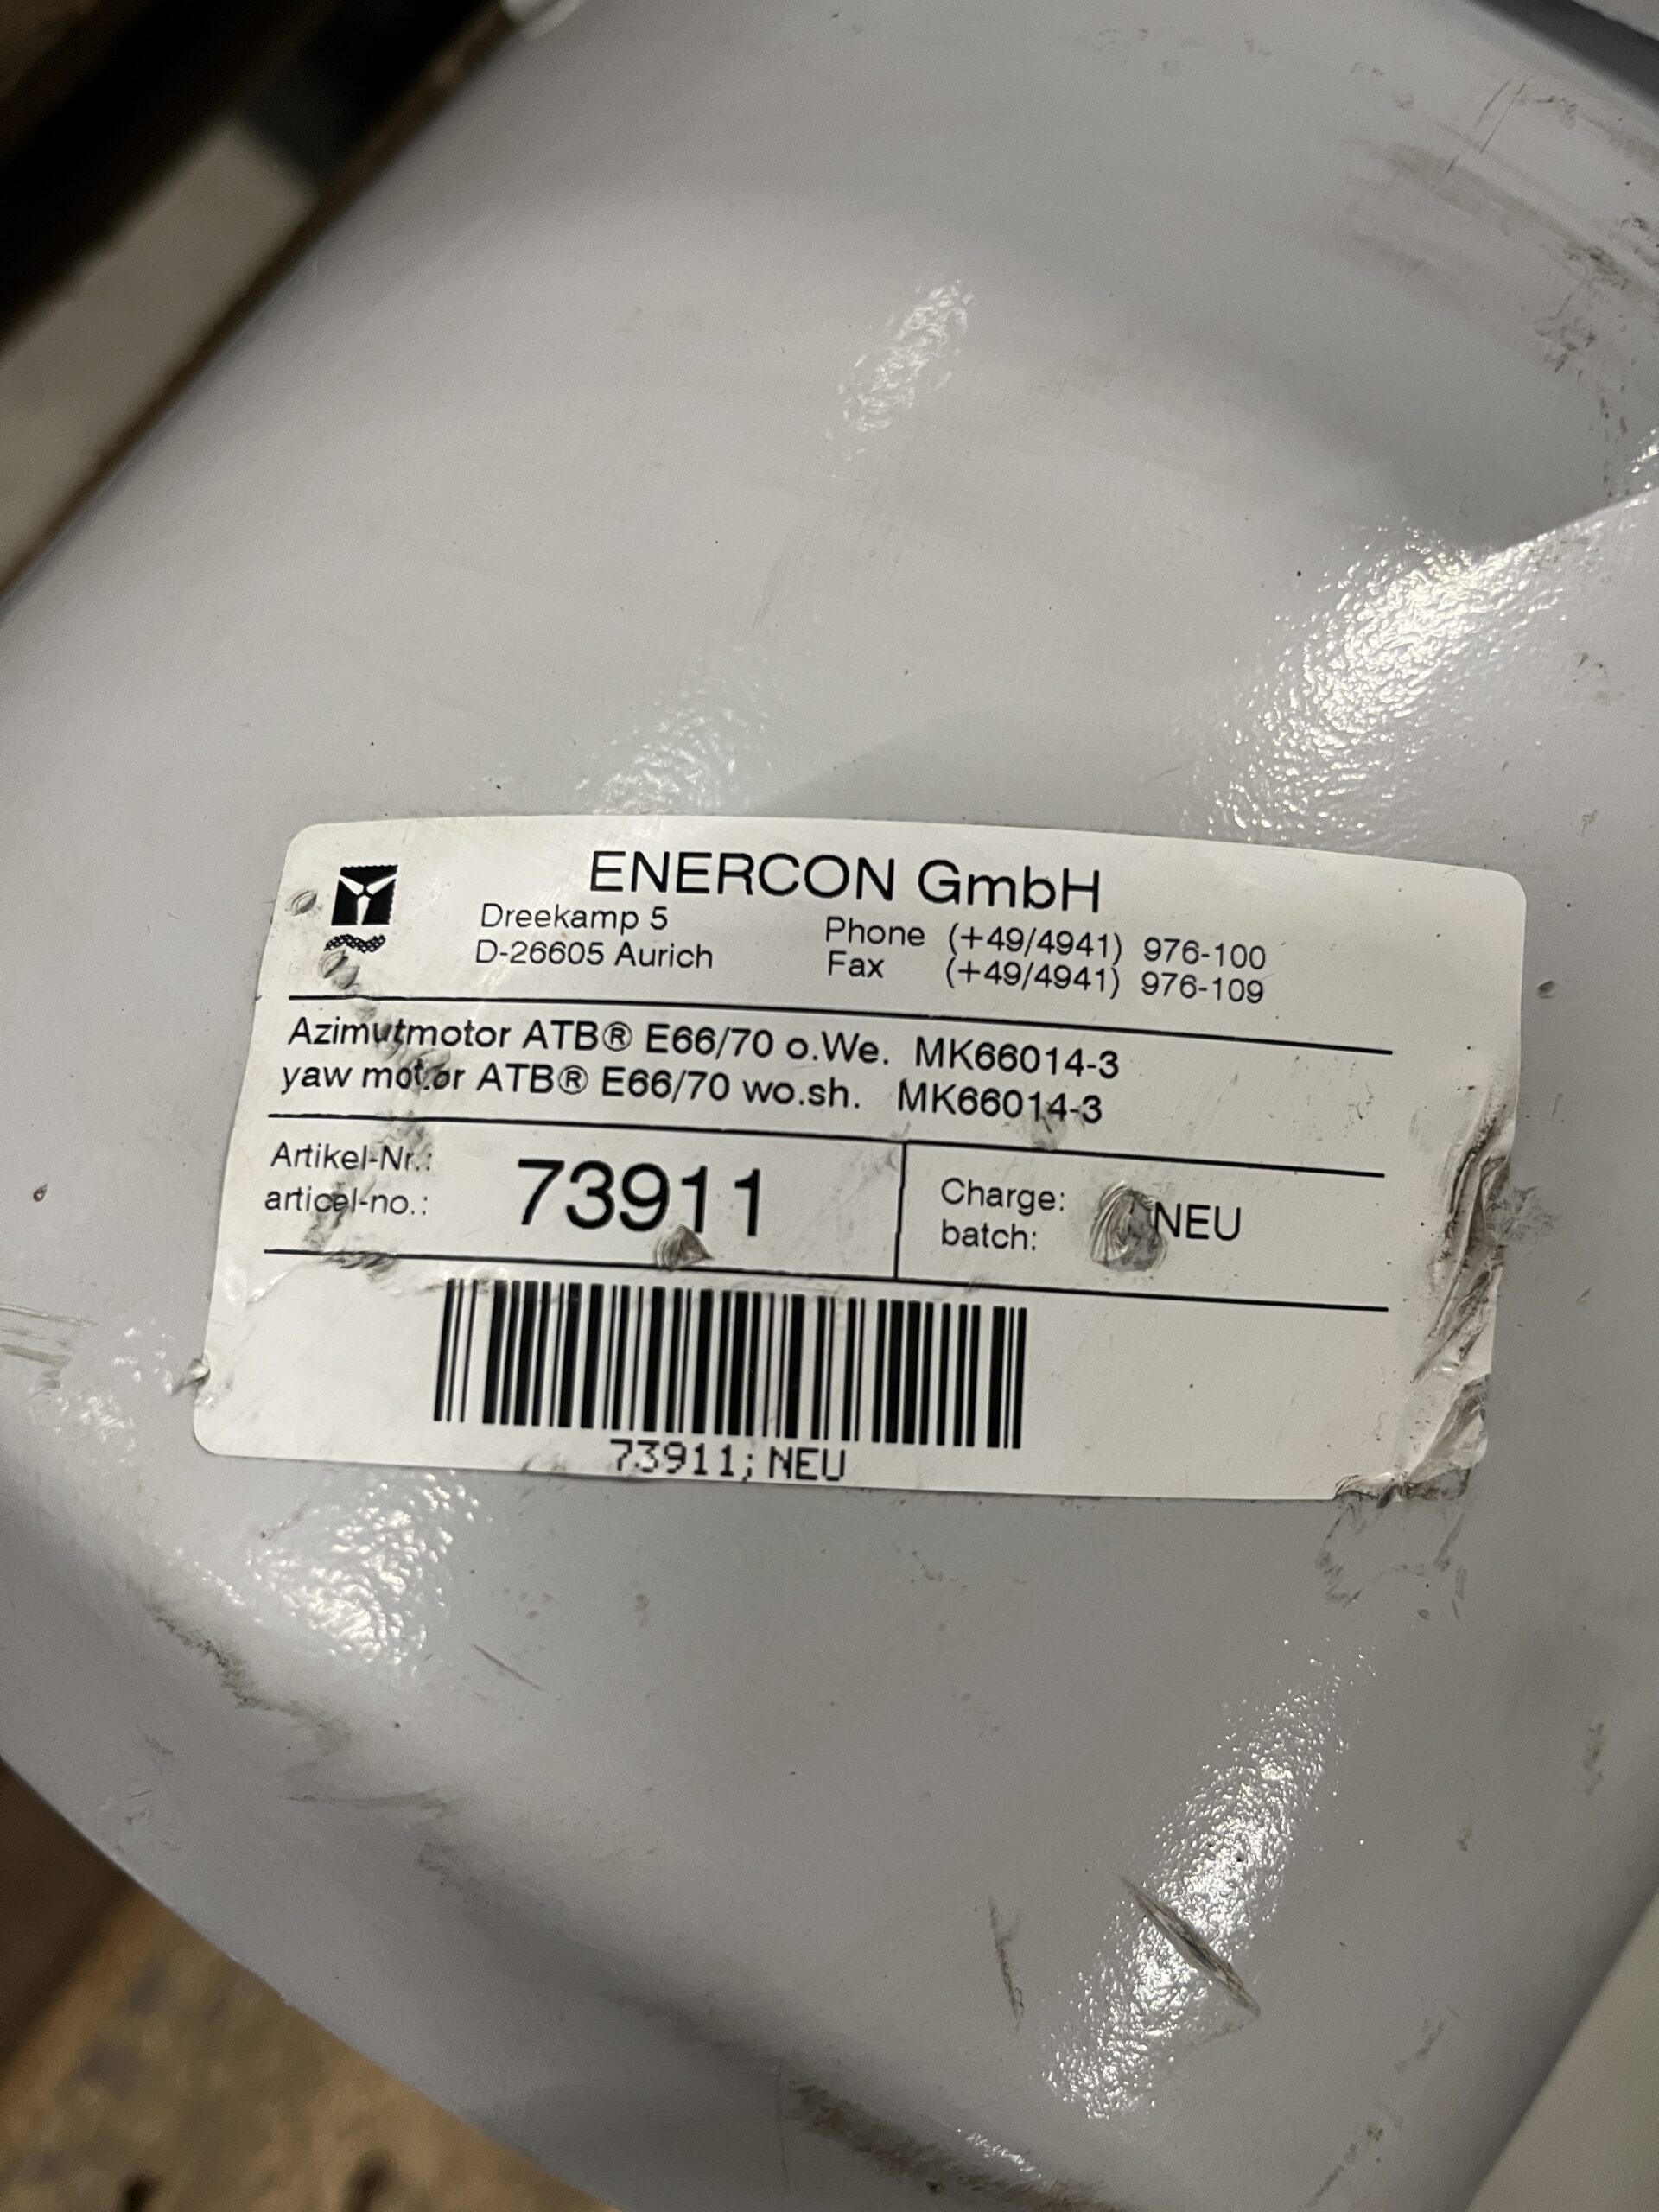 ENERCON GmbH
Dreekamp 5
D-26605 Aurich
Phone (+49/4941) 976-100
Fax (+49/4941) 976-109
Azimutmotor ATB® E66/70 o.We. MK66014-3
yaw motor ATB® E66/70 wo.sh. MK66014-3
Artikel-Nr.:
articel-no.:
73911
Charge:
batch:
NEU
73911; NEU